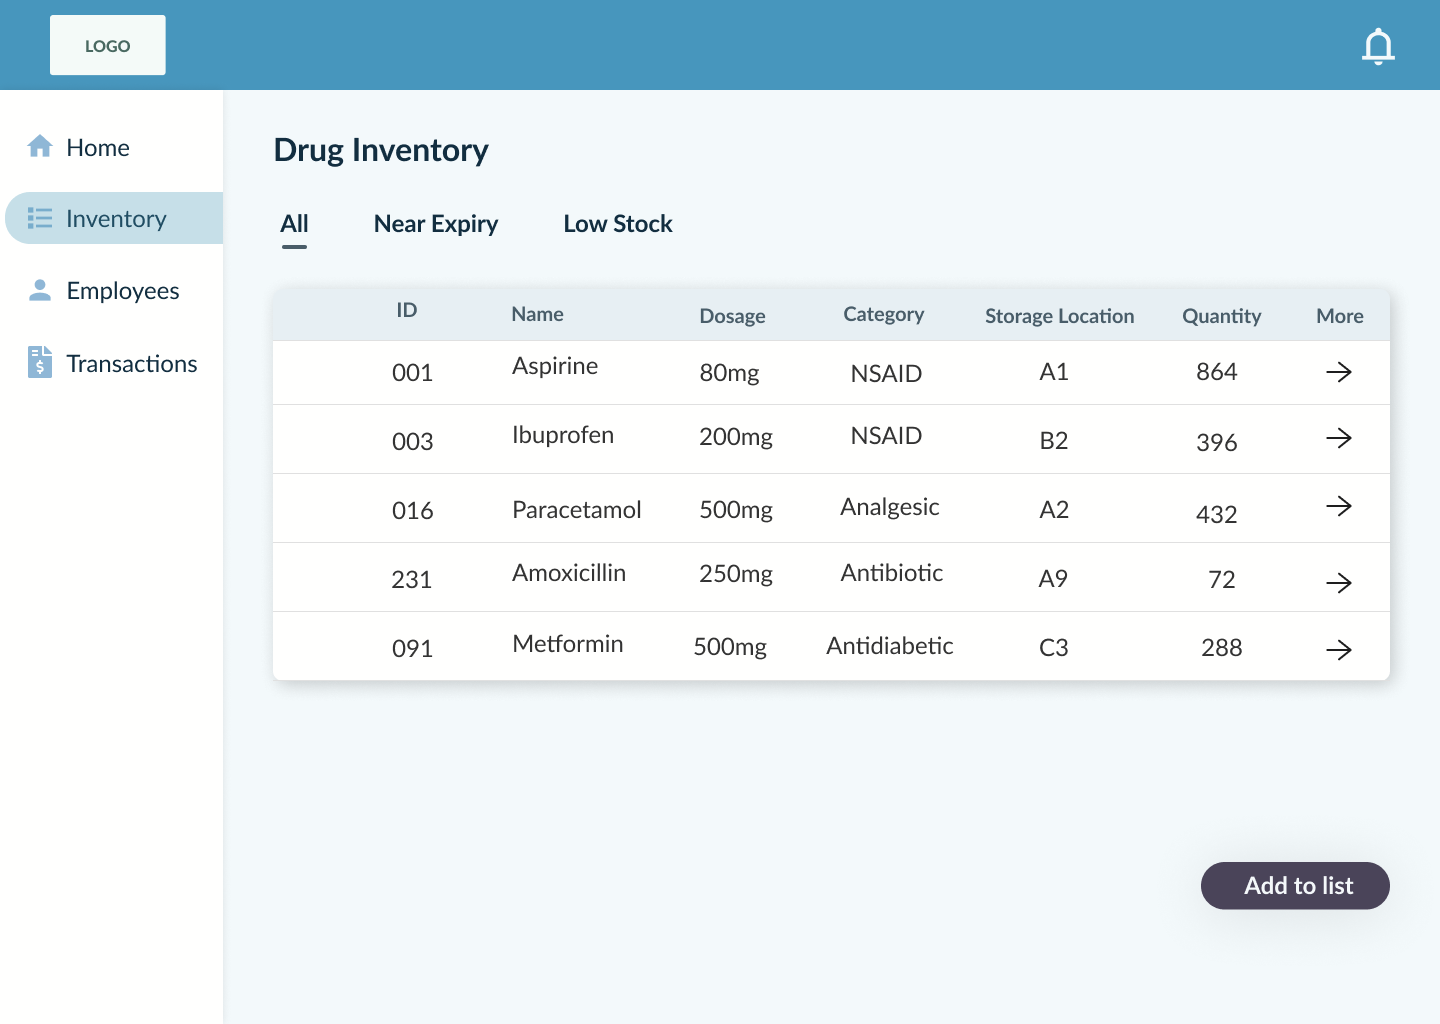 LOGO
Home
Inventory
Employees
Transactions
Drug Inventory
All Near Expiry Low Stock
ID Name Dosage Category Storage Location Quantity More
001 Aspirine 80mg NSAID A1 864
003 Ibuprofen 200mg NSAID B2 396
016 Paracetamol 500mg Analgesic A2 432
231 Amoxicillin 250mg Antibiotic A9 72
091 Metformin 500mg Antidiabetic C3 288
Add to list